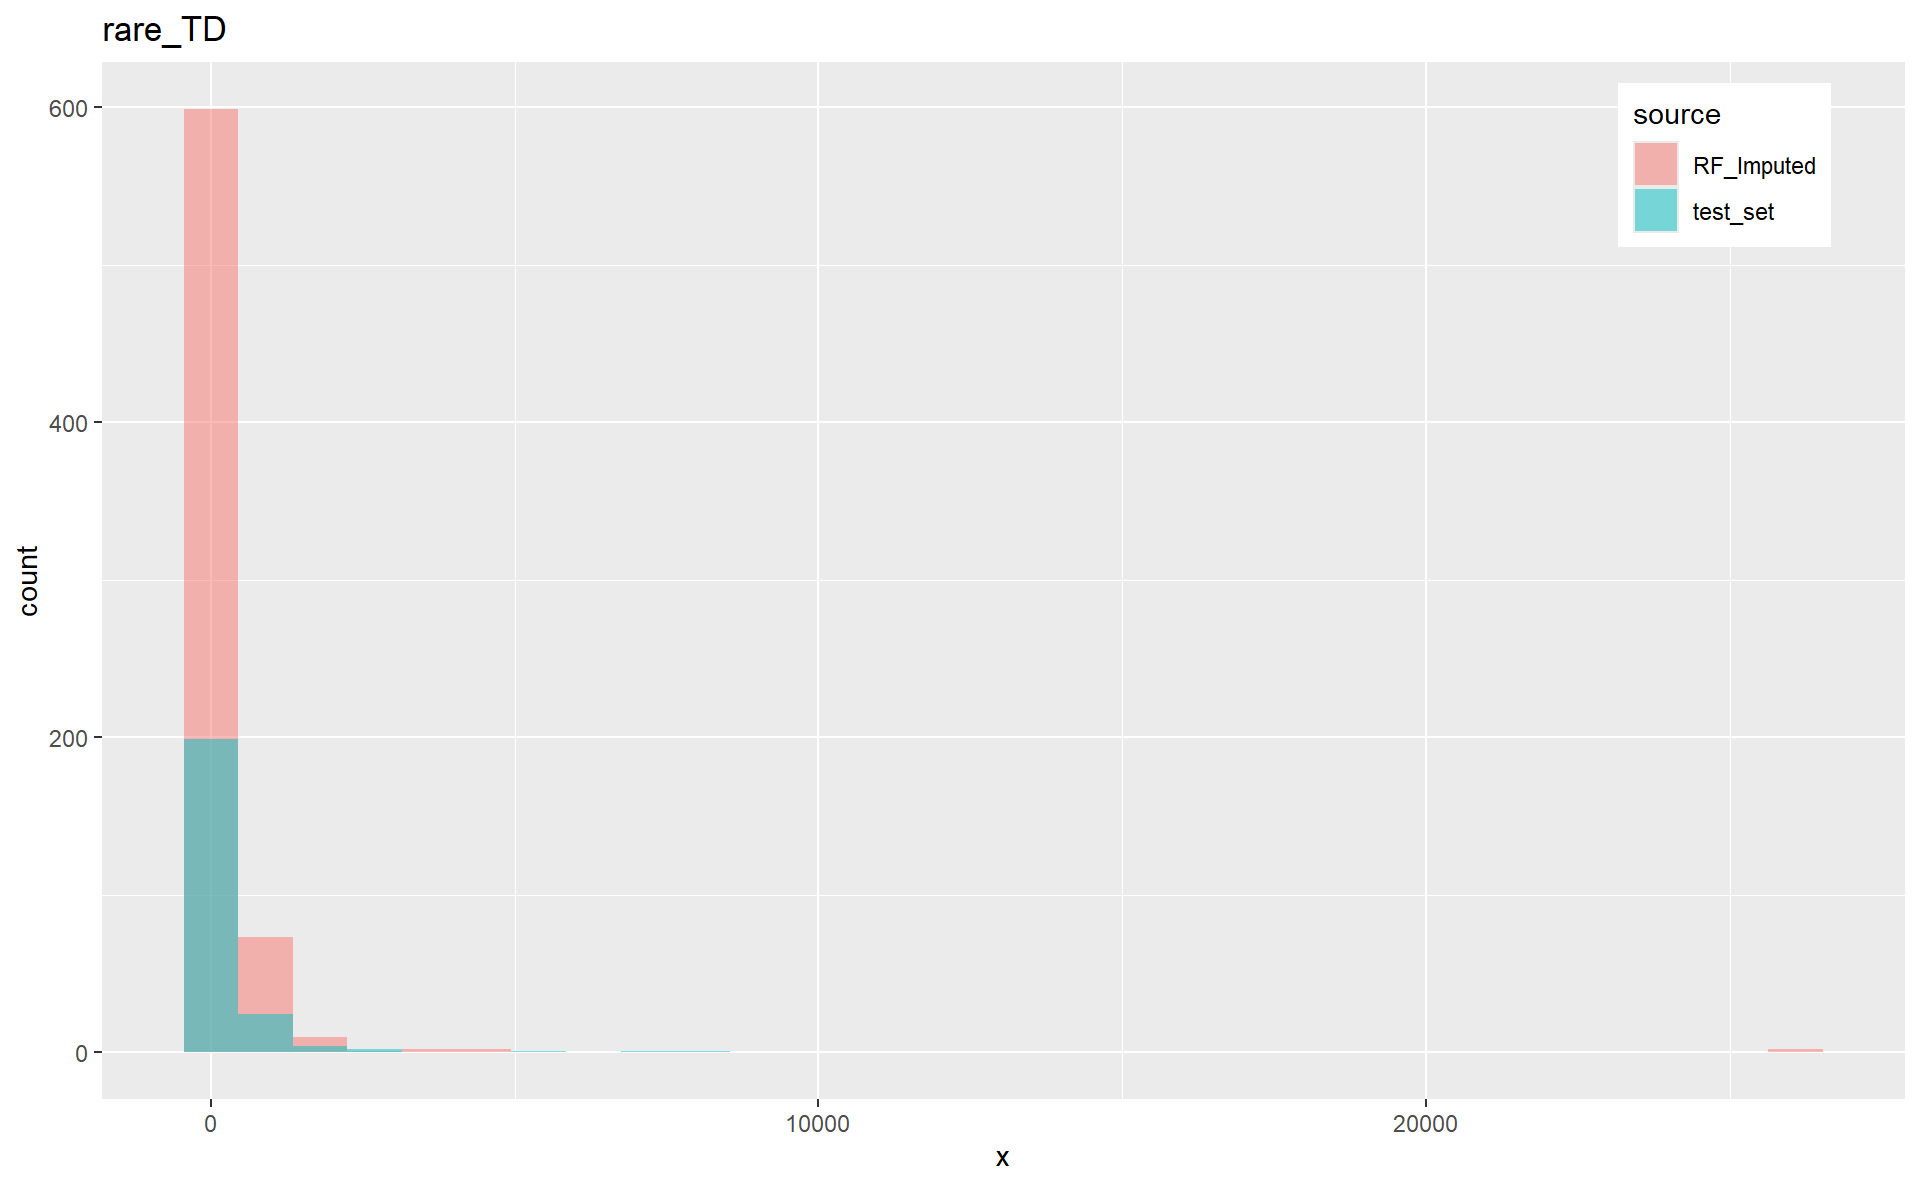 rare_TD
600
400
200
0
count
0
10000
20000
x
source
RF_Imputed
test_set